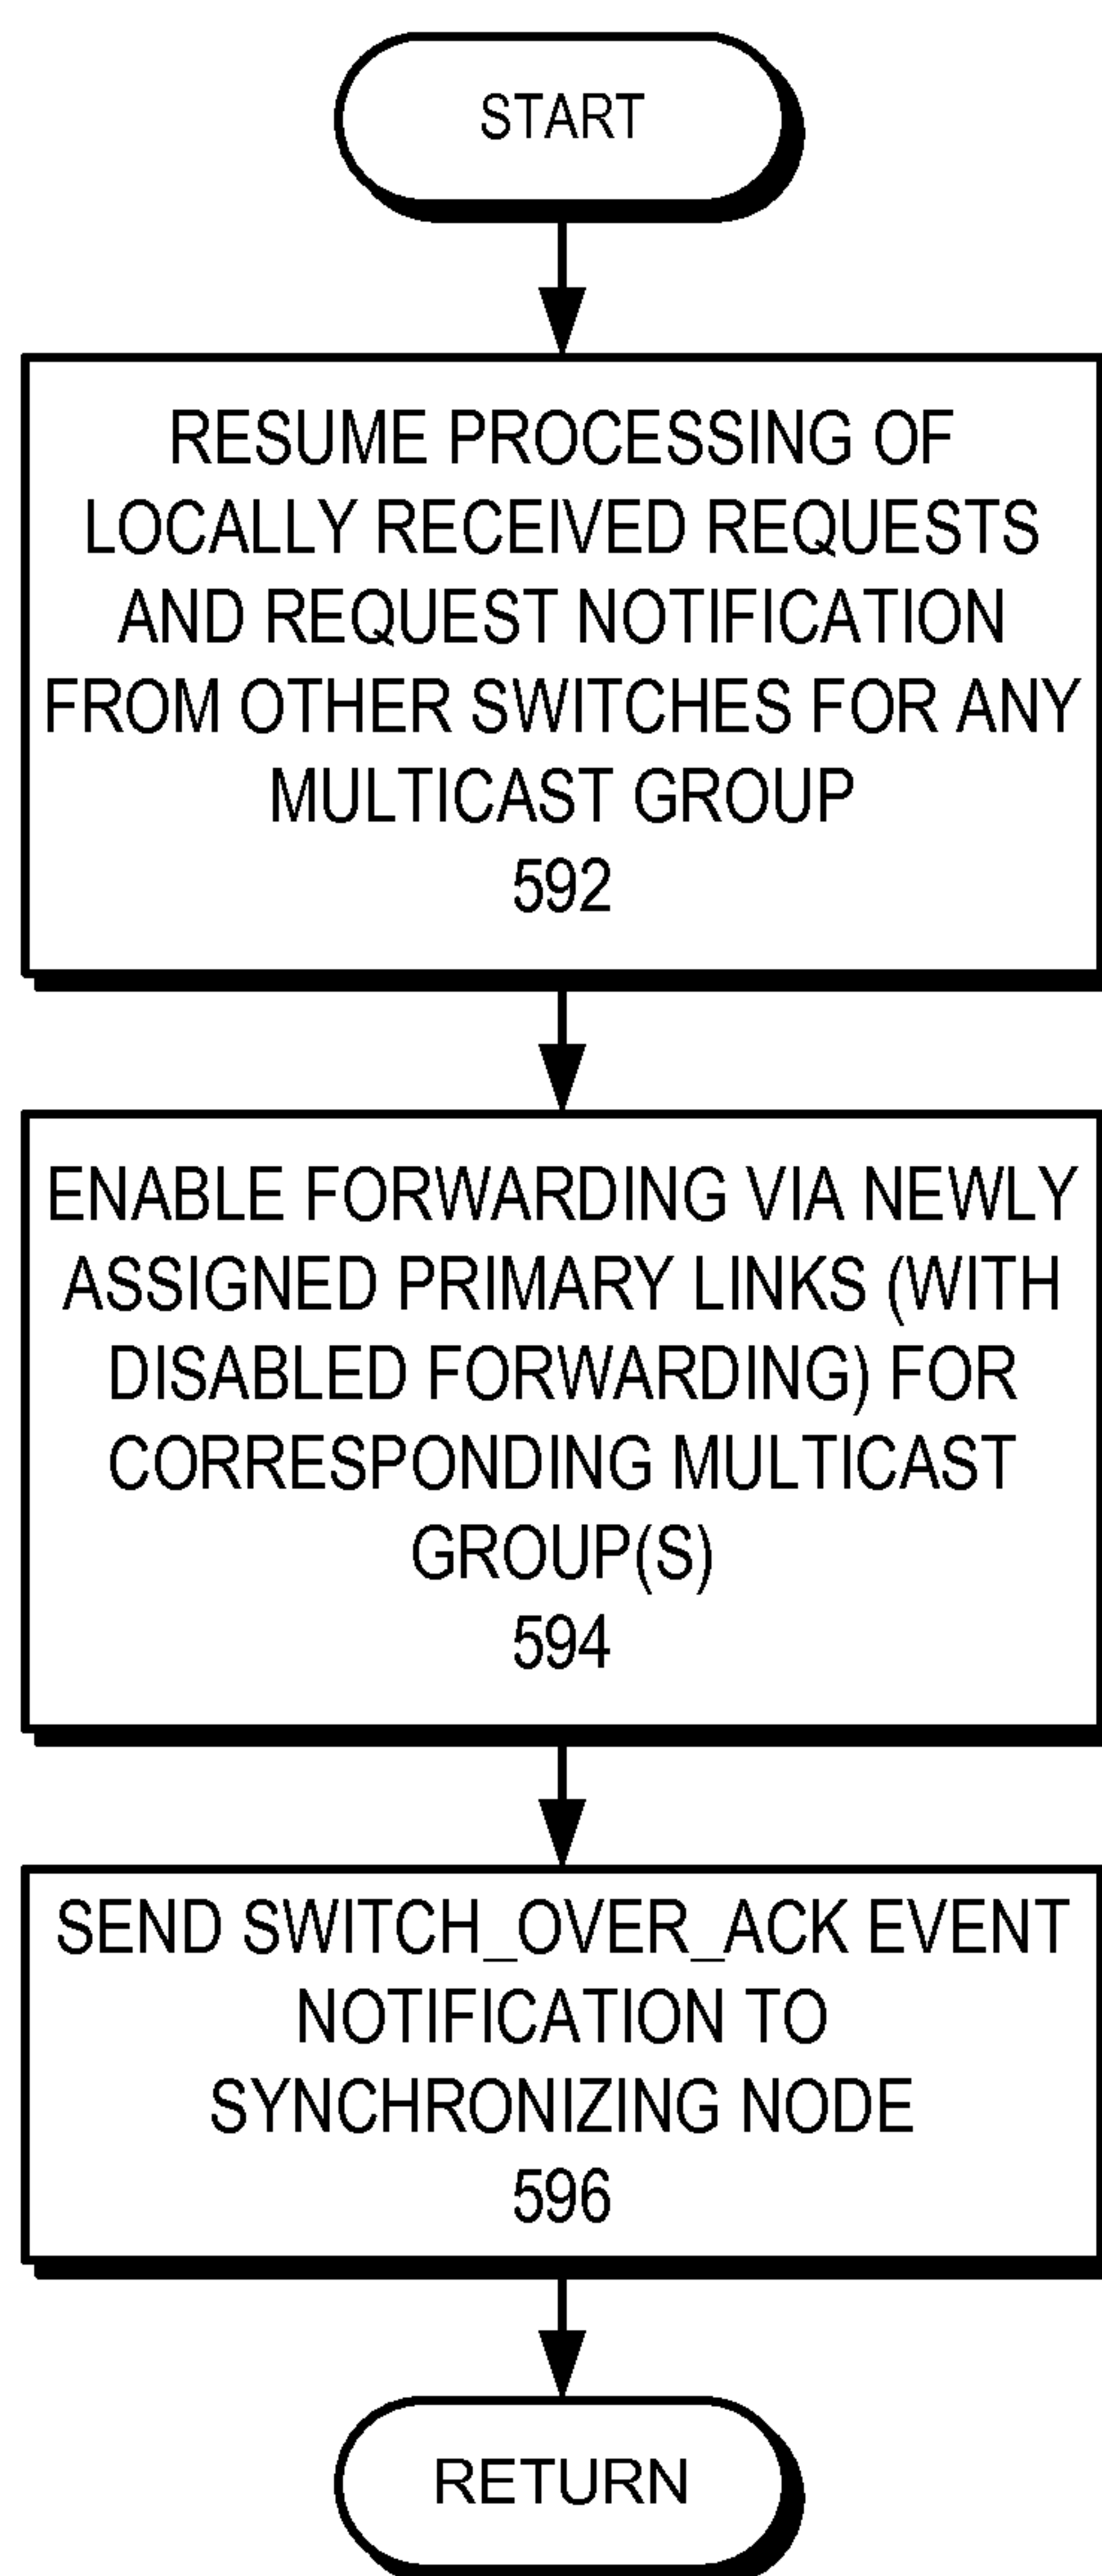 START
RESUME PROCESSING OF
LOCALLY RECEIVED REQUESTS
AND REQUEST NOTIFICATION
FROM OTHER SWITCHES FOR ANY
MULTICAST GROUP
592
ENABLE FORWARDING VIA NEWLY
ASSIGNED PRIMARY LINKS (WITH
DISABLED FORWARDING) FOR
CORRESPONDING MULTICAST
GROUP(S)
594
SEND SWITCH_OVER_ACK EVENT
NOTIFICATION TO
SYNCHRONIZING NODE
596
RETURN